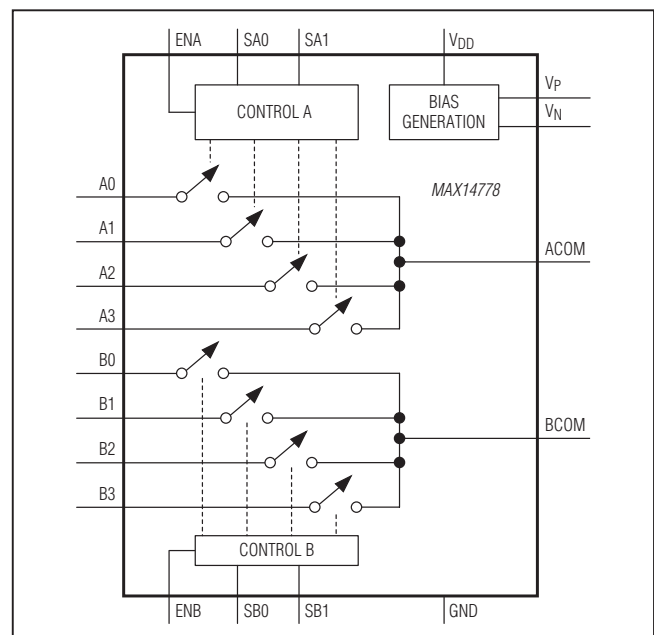 ENA SA0 SA1 VDD
VP
VN
CONTROL A
BIAS
GENERATION
MAX14778
A0
A1
A2
A3
ACOM
B0
B1
B2
B3
BCOM
CONTROL B
ENB SB0 SB1 GND